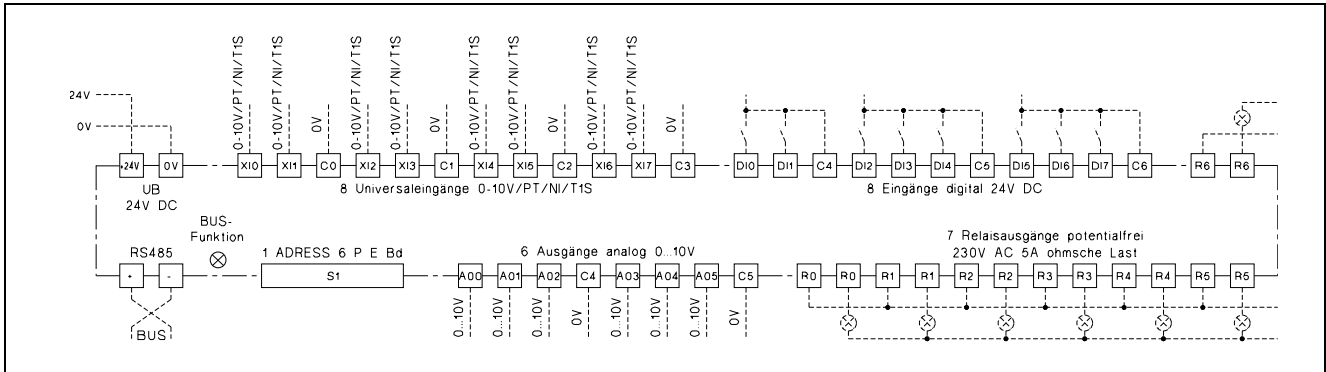 24V
0V
0-10V/PT/NI/T1S
0-10V/PT/NI/T1S
0V
0-10V/PT/NI/T1S
0-10V/PT/NI/T1S
0V
0-10V/PT/NI/T1S
0-10V/PT/NI/T1S
0V
0-10V/PT/NI/T1S
0-10V/PT/NI/T1S
0V
+24V 0V XI0 XI1 C0 XI2 XI3 C1 XI4 XI5 C2 XI6 XI7 C3 DI0 DI1 C4 DI2 DI3 DI4 C5 DI5 DI6 DI7 C6 R6 R6
UB
24V DC
8 Universaleingänge 0-10V/PT/NI/T1S
8 Eingänge digital 24V DC
BUS-
Funktion
RS485
1 ADRESS 6 P E Bd
6 Ausgänge analog 0...10V
7 Relaisausgänge potentialfrei
230V AC 5A ohmsche Last
+ - S1 AO0 AO1 AO2 C4 AO3 AO4 AO5 C5 R0 R0 R1 R1 R2 R2 R3 R3 R4 R4 R5 R5
BUS
0...10V
0...10V
0...10V
0V
0...10V
0...10V
0...10V
0V